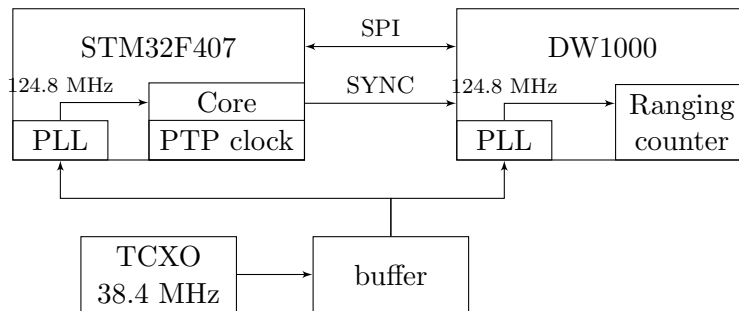 STM32F407
SPI
DW1000
124.8 MHz
Core
SYNC
124.8 MHz
Ranging
counter
PLL
PTP clock
PLL
TCXO
38.4 MHz
buffer